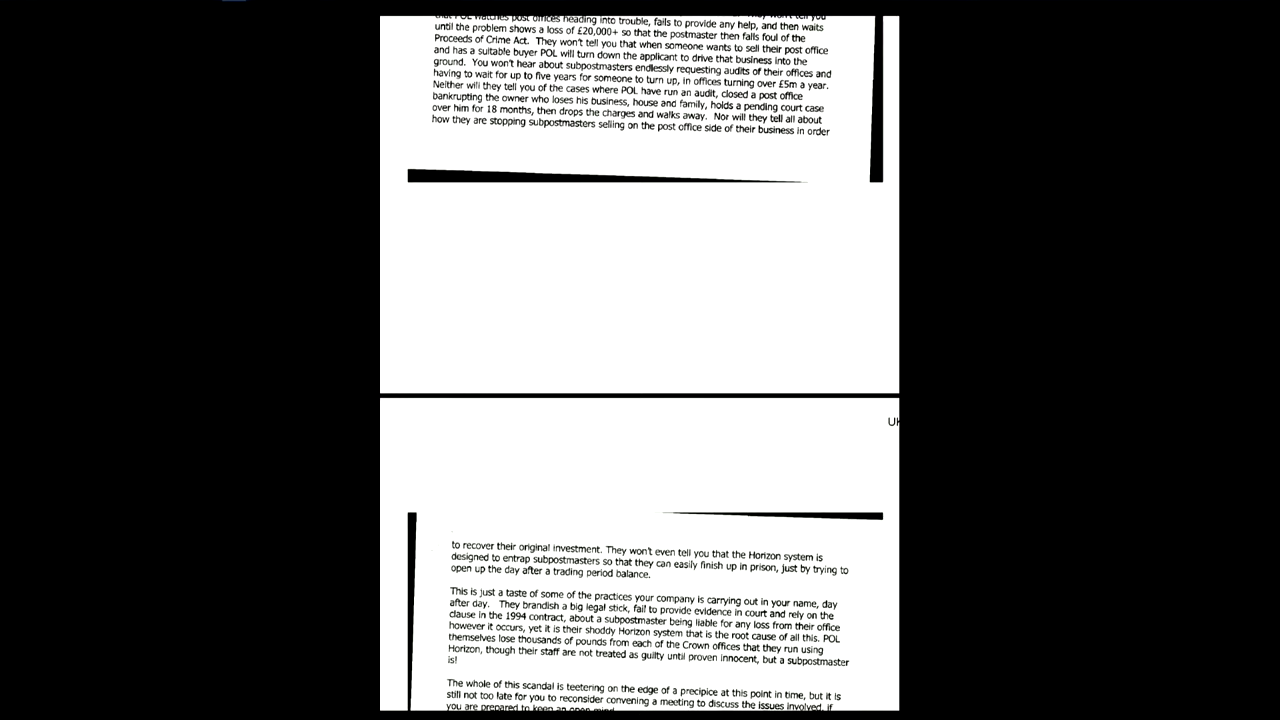 that POL watches post offices heading into trouble, fails to provide any help, and then waits
until the problem shows a loss of £20,000+ so that the postmaster then falls foul of the
Proceeds of Crime Act. They won't tell you that when someone wants to sell their post office
and has a suitable buyer POL will turn down the applicant to drive that business into the
ground. You won't hear about subpostmasters endlessly requesting audits of their offices and
having to wait for up to five years for someone to turn up, in offices turning over £5m a year.
Neither will they tell you of the cases where POL have run an audit, closed a post office
bankrupting the owner who loses his business, house and family, holds a pending court case
over him for 18 months, then drops the charges and walks away. Nor will they tell all about
how they are stopping subpostmasters selling on the post office side of their business in order
UK
to recover their original investment. They won't even tell you that the Horizon system is
designed to entrap subpostmasters so that they can easily finish up in prison, just by trying to
open up the day after a trading period balance.
This is just a taste of some of the practices your company is carrying out in your name, day
after day. They brandish a big legal stick, fail to provide evidence in court and rely on the
clause in the 1994 contract, about a subpostmaster being liable for any loss from their office
however it occurs, yet it is their shoddy Horizon system that is the root cause of all this. POL
themselves lose thousands of pounds from each of the Crown offices that they run using
Horizon, though their staff are not treated as guilty until proven innocent, but a subpostmaster
is!
The whole of this scandal is teetering on the edge of a precipice at this point in time, but it is
still not too late for you to reconsider convening a meeting to discuss the issues involved, if
you are prepared to keep an open mind